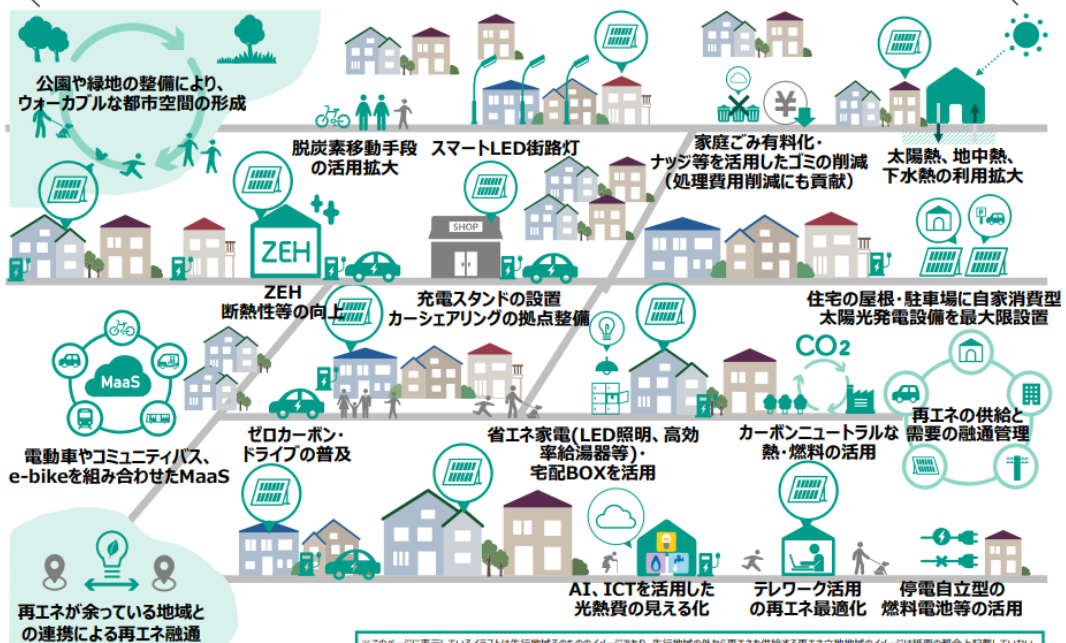 公園や緑地の整備により、
ウォーカブルな都市空間の形成
脱炭素移動手段
の活用拡大
スマートLED街路灯
¥
家庭ごみ有料化・
ナッジ等を活用したゴミの削減
（処理費用削減にも貢献）
太陽熱、地中熱、
下水熱の利用拡大
ZEH
ZEH
断熱性等の向上
SHOP
充電スタンドの設置
カーシェアリングの拠点整備
P
住宅の屋根・駐車場に自家消費型
太陽光発電設備を最大限設置
MaaS
電動車やコミュニティバス、
e-bikeを組み合わせたMaaS
ゼロカーボン・
ドライブの普及
省エネ家電(LED照明、高効
率給湯器等)・
宅配BOXを活用
CO2
カーボンニュートラルな
熱・燃料の活用
再エネの供給と
需要の融通管理
再エネが余っている地域と
の連携による再エネ融通
AI、ICTを活用した
光熱費の見える化
テレワーク活用
の再エネ最適化
停電自立型の
燃料電池等の活用